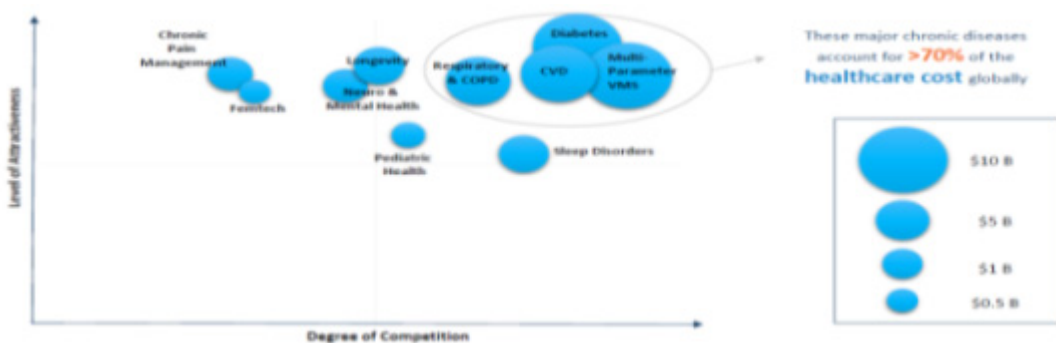 Chronic
Pain
Management
Femtech
Longevity
Neuro &
Mental Health
Pediatric
Health
Respiratory
& COPD
Diabetes
CVD
Multi-
Parameter
VMS
Sleep Disorders
Level of Attractiveness
Degree of Competition
These major chronic diseases
account for >70% of the
healthcare cost globally
$10 B
$5 B
$1 B
$0.5 B